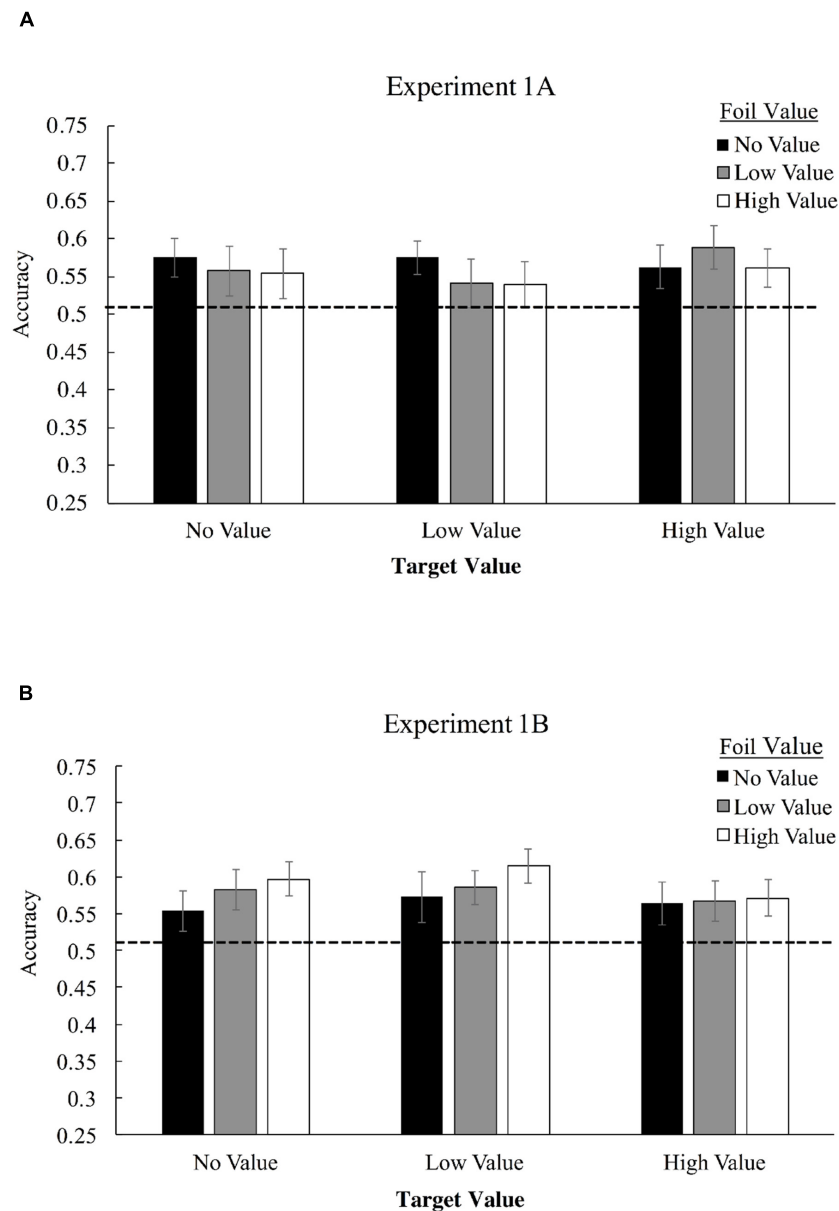 A
Experiment 1A
Foil Value
No Value
Low Value
High Value
0.75
0.7
0.65
0.6
0.55
0.5
0.45
0.4
0.35
0.3
0.25
Accuracy
No Value Low Value High Value
Target Value
B
Experiment 1B
Foil Value
No Value
Low Value
High Value
0.75
0.7
0.65
0.6
0.55
0.5
0.45
0.4
0.35
0.3
0.25
Accuracy
No Value Low Value High Value
Target Value